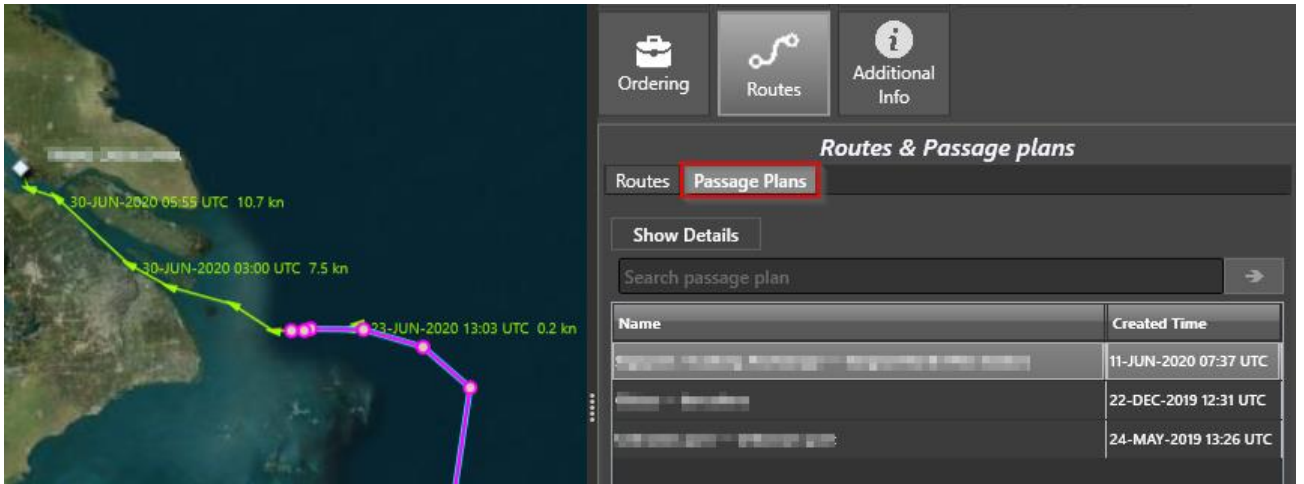 30-JUN-2020 05:55 UTC 10.7 kn
30-JUN-2020 03:00 UTC 7.5 kn
23-JUN-2020 13:03 UTC 0.2 kn
Ordering
Routes
Additional
Info
Routes & Passage plans
Routes Passage Plans
Show Details
Search passage plan
Name Created Time
11-JUN-2020 07:37 UTC
22-DEC-2019 12:31 UTC
24-MAY-2019 13:26 UTC